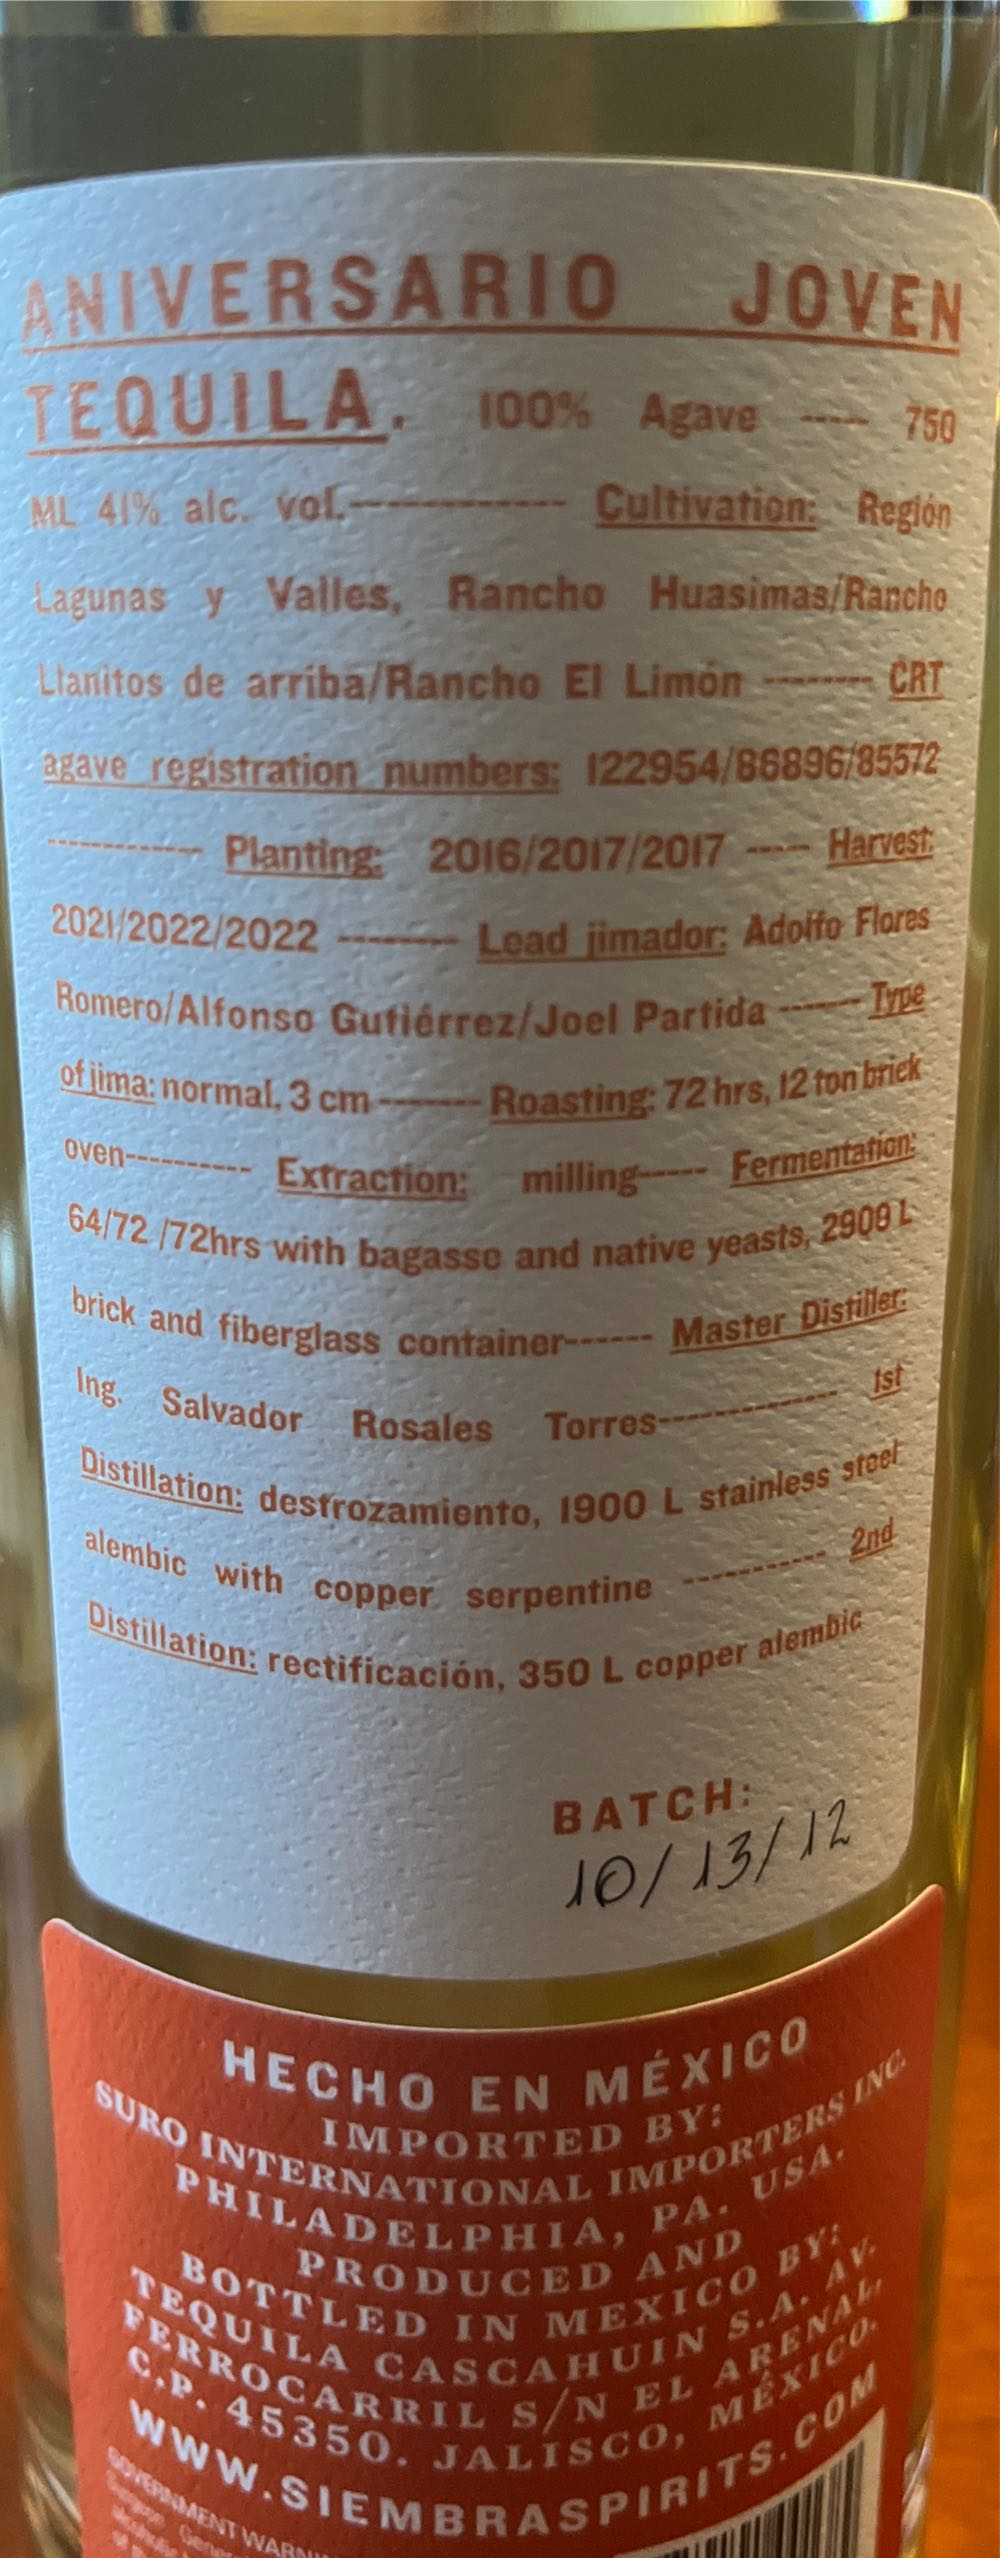 ANIVERSARIO JOVEN
TEQUILA. 100% Agave ----- 750
ML 41% alc. vol.------------- Cultivation: Región
Lagunas y Valles, Rancho Huasimas/Rancho
Llanitos de arriba/Rancho El Limón -------- CRT
agave registration numbers: 122954/86896/85572
------------ Planting: 2016/2017/2017 ---- Harvest:
2021/2022/2022 -------- Lead jimador: Adolfo Flores
Romero/Alfonso Gutiérrez/Joel Partida ------ Type
of jima: normal, 3 cm ------- Roasting: 72 hrs, 12 ton brick
oven---------- Extraction: milling----- Fermentation:
64/72 /72hrs with bagasse and native yeasts, 2900 L
brick and fiberglass container------ Master Distiller:
Ing. Salvador Rosales Torres------------- 1st
Distillation: destrozamiento, 1900 L stainless steel
alembic with copper serpentine ----------- 2nd
Distillation: rectificación, 350 L copper alembic
BATCH:
10/13/12
HECHO EN MÉXICO
IMPORTED BY:
SURO INTERNATIONAL IMPORTERS INC.
PHILADELPHIA, PA. USA.
PRODUCED AND
BOTTLED IN MEXICO BY:
TEQUILA CASCAHUIN S.A. AV.
FERROCARRIL S/N EL ARENAL,
C.P. 45350. JALISCO, MÉXICO.
WWW.SIEMBRASPIRITS.COM
GOVERNMENT